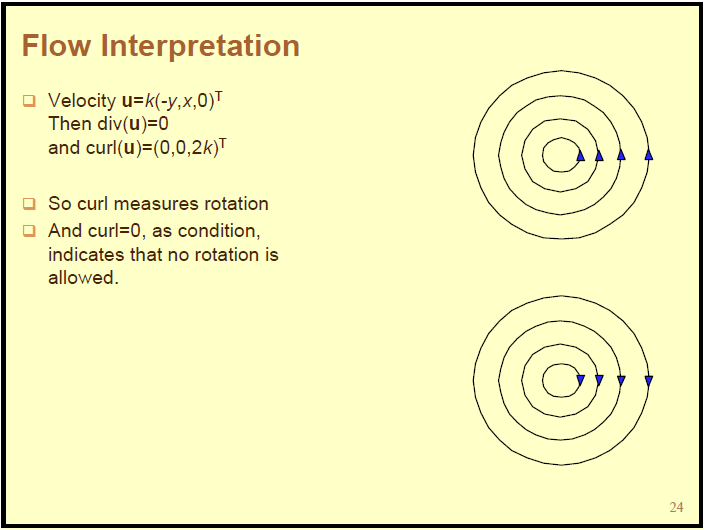 Flow Interpretation
Velocity u=k(-y,x,0)ᵀ
Then div(u)=0
and curl(u)=(0,0,2k)ᵀ
So curl measures rotation
And curl=0, as condition,
indicates that no rotation is
allowed.
24